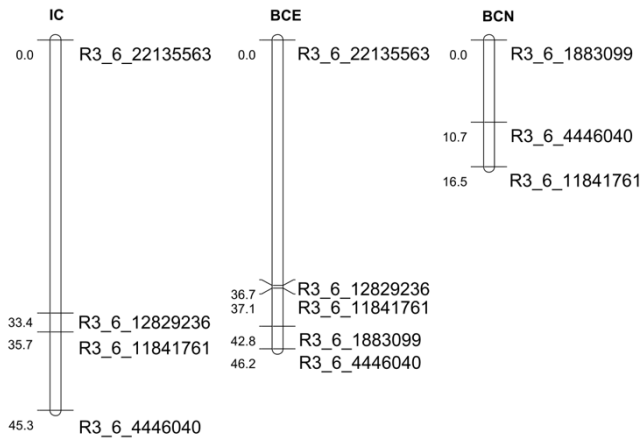 IC
0.0 R3_6_22135563
33.4 R3_6_12829236
35.7 R3_6_11841761
45.3 R3_6_4446040
BCE
0.0 R3_6_22135563
36.7 R3_6_12829236
37.1 R3_6_11841761
42.8 R3_6_1883099
46.2 R3_6_4446040
BCN
0.0 R3_6_1883099
10.7 R3_6_4446040
16.5 R3_6_11841761